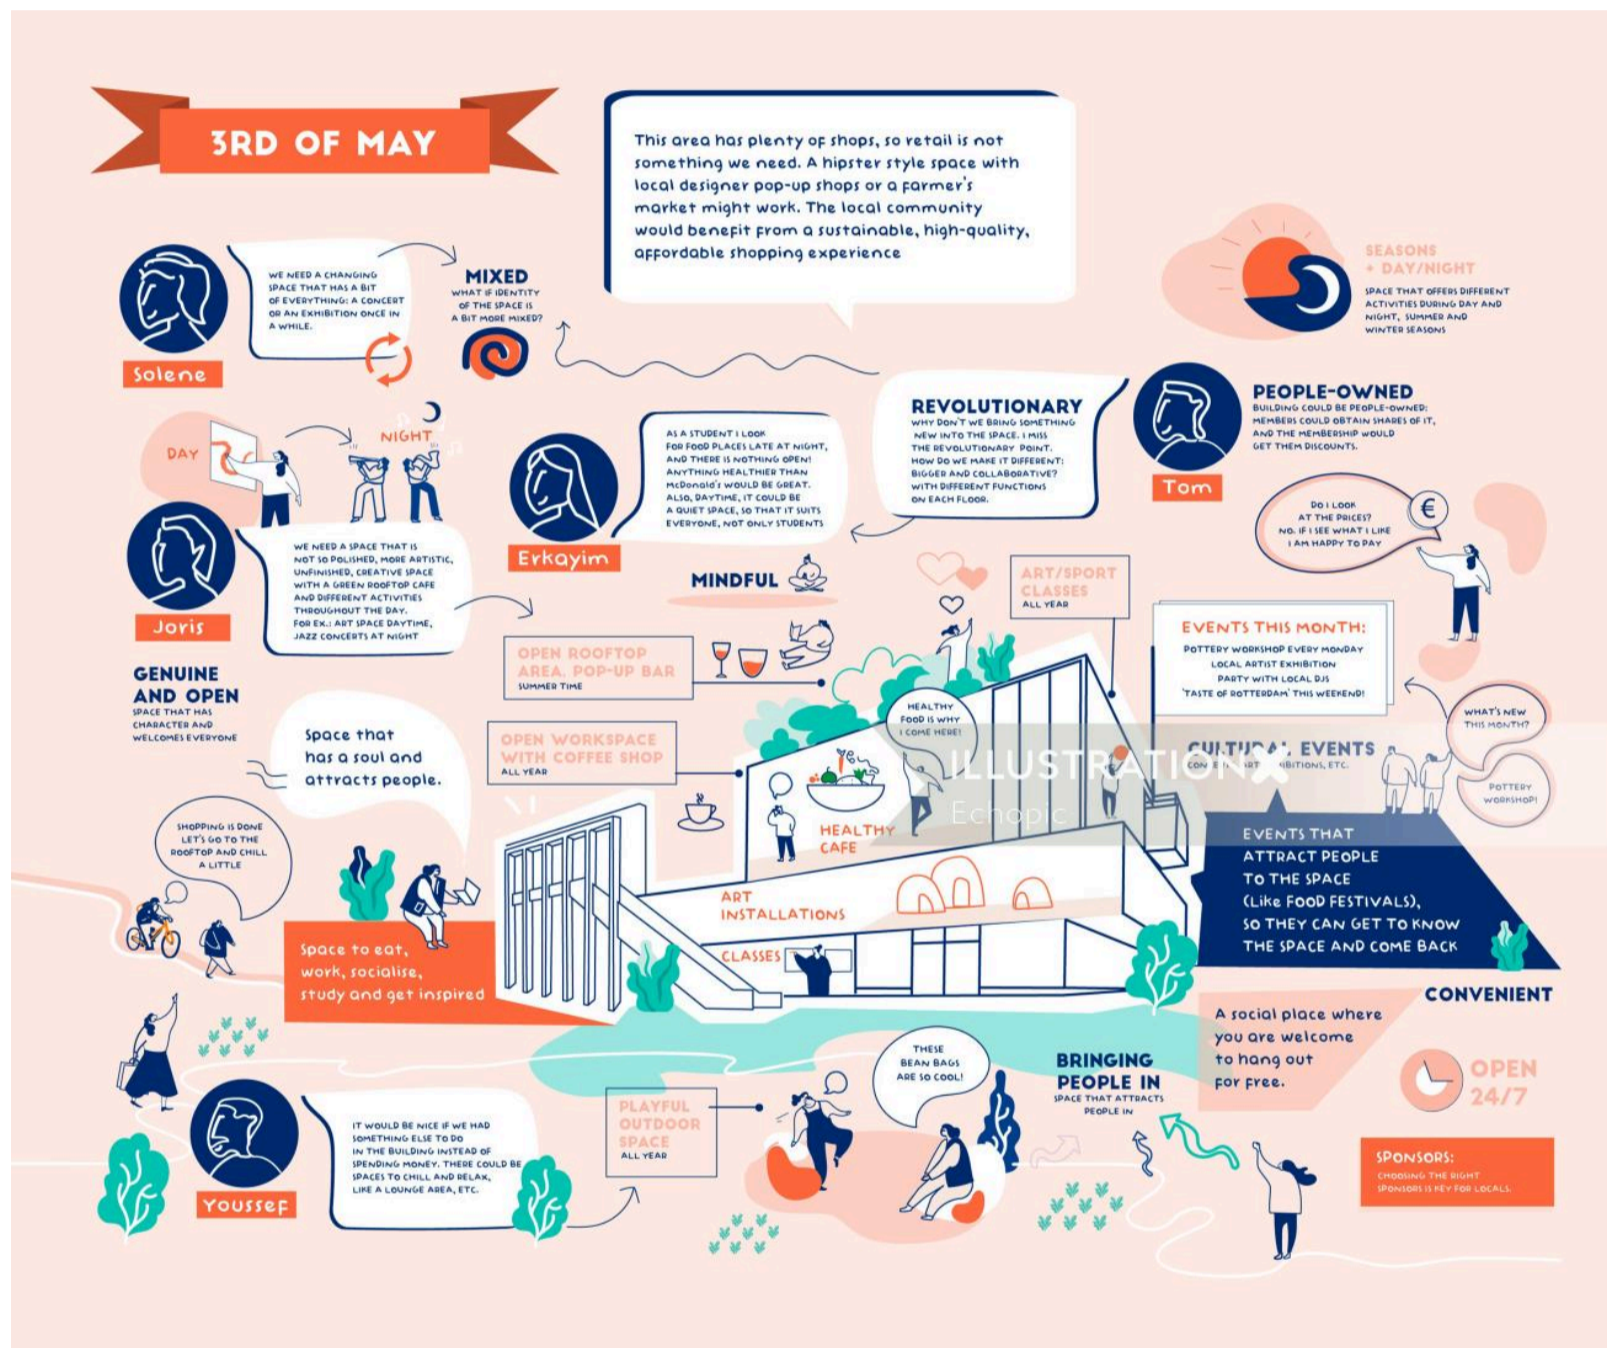 3RD OF MAY
This area has plenty of shops, so retail is not
something we need. A hipster style space with
local designer pop-up shops or a farmer's
market might work. The local community
would benefit from a sustainable, high-quality,
affordable shopping experience
SEASONS
+ DAY/NIGHT
SPACE THAT OFFERS DIFFERENT
ACTIVITIES DURING DAY AND
NIGHT, SUMMER AND
WINTER SEASONS
WE NEED A CHANGING
SPACE THAT HAS A BIT
OF EVERYTHING: A CONCERT
OR AN EXHIBITION ONCE IN
A WHILE.
Solene
MIXED
WHAT IF IDENTITY
OF THE SPACE IS
A BIT MORE MIXED?
REVOLUTIONARY
WHY DON'T WE BRING SOMETHING
NEW INTO THE SPACE. I MISS
THE REVOLUTIONARY POINT.
HOW DO WE MAKE IT DIFFERENT:
BIGGER AND COLLABORATIVE?
WITH DIFFERENT FUNCTIONS
ON EACH FLOOR.
Tom
PEOPLE-OWNED
BUILDING COULD BE PEOPLE-OWNED:
MEMBERS COULD OBTAIN SHARES OF IT,
AND THE MEMBERSHIP WOULD
GET THEM DISCOUNTS.
DAY
NIGHT
AS A STUDENT I LOOK
FOR FOOD PLACES LATE AT NIGHT,
AND THERE IS NOTHING OPEN!
ANYTHING HEALTHIER THAN
McDonald's WOULD BE GREAT.
ALSO, DAYTIME, IT COULD BE
A QUIET SPACE, SO THAT IT SUITS
EVERYONE, NOT ONLY STUDENTS
Erkayim
DO I LOOK
AT THE PRICES?
NO. IF I SEE WHAT I LIKE
I AM HAPPY TO PAY
€
WE NEED A SPACE THAT IS
NOT SO POLISHED, MORE ARTISTIC,
UNFINISHED, CREATIVE SPACE
WITH A GREEN ROOFTOP CAFE
AND DIFFERENT ACTIVITIES
THROUGHOUT THE DAY.
FOR EX.: ART SPACE DAYTIME,
JAZZ CONCERTS AT NIGHT
Joris
MINDFUL
ART/SPORT
CLASSES
ALL YEAR
OPEN ROOFTOP
AREA, POP-UP BAR
SUMMER TIME
EVENTS THIS MONTH:
POTTERY WORKSHOP EVERY MONDAY
LOCAL ARTIST EXHIBITION
PARTY WITH LOCAL DJS
'TASTE OF ROTTERDAM' THIS WEEKEND!
GENUINE
AND OPEN
SPACE THAT HAS
CHARACTER AND
WELCOMES EVERYONE
Space that
has a soul and
attracts people.
OPEN WORKSPACE
WITH COFFEE SHOP
ALL YEAR
HEALTHY
FOOD IS WHY
I COME HERE!
WHAT'S NEW
THIS MONTH?
POTTERY
WORKSHOP!
CULTURAL EVENTS
ETC.
ILLUSTRATIONX
Echopic
HEALTHY
CAFE
SHOPPING IS DONE
LET'S GO TO THE
ROOFTOP AND CHILL
A LITTLE
EVENTS THAT
ATTRACT PEOPLE
TO THE SPACE
(Like FOOD FESTIVALS),
SO THEY CAN GET TO KNOW
THE SPACE AND COME BACK
ART
INSTALLATIONS
CLASSES
Space to eat,
work, socialise,
study and get inspired
CONVENIENT
A social place where
you are welcome
to hang out
for free.
OPEN
24/7
THESE
BEAN BAGS
ARE SO COOL!
BRINGING
PEOPLE IN
SPACE THAT ATTRACTS
PEOPLE IN
PLAYFUL
OUTDOOR
SPACE
ALL YEAR
IT WOULD BE NICE IF WE HAD
SOMETHING ELSE TO DO
IN THE BUILDING INSTEAD OF
SPENDING MONEY. THERE COULD BE
SPACES TO CHILL AND RELAX,
LIKE A LOUNGE AREA, ETC.
Youssef
SPONSORS:
CHOOSING THE RIGHT
SPONSORS IS KEY FOR LOCALS.